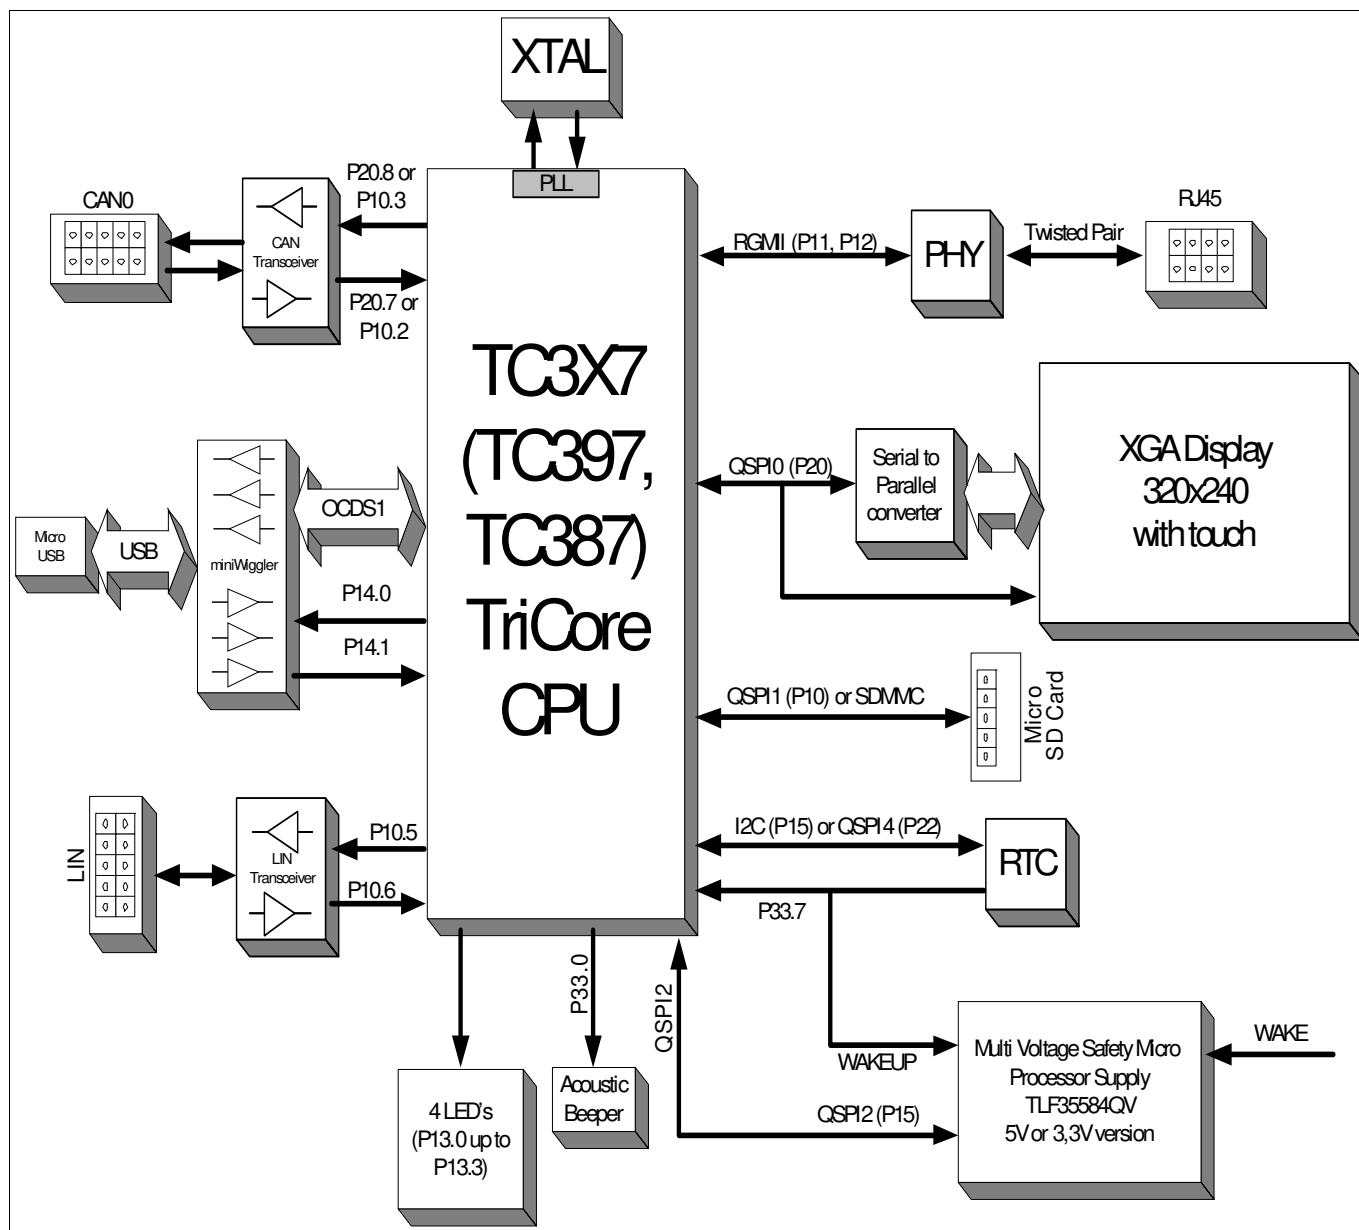 XTAL
PLL
P20.8 or
P10.3
CAN0
CAN
Transceiver
P20.7 or
P10.2
RGMII (P11, P12)
PHY
Twisted Pair
RJ45
TC3X7
(TC397,
TC387)
TriCore
CPU
QSPI0 (P20)
Serial to
Parallel
converter
XGA Display
320x240
with touch
Micro
USB
USB
miniWiggler
OCDS1
P14.0
P14.1
QSPI1 (P10) or SDMMC
Micro
SD Card
LIN
LIN
Transceiver
P10.5
P10.6
I2C (P15) or QSPI4 (P22)
RTC
P33.7
P33.0
QSPI2
WAKEUP
QSPI2 (P15)
Multi Voltage Safety Micro
Processor Supply
TLF35584QV
5V or 3,3V version
WAKE
4 LED's
(P13.0 up to
P13.3)
Acoustic
Beeper